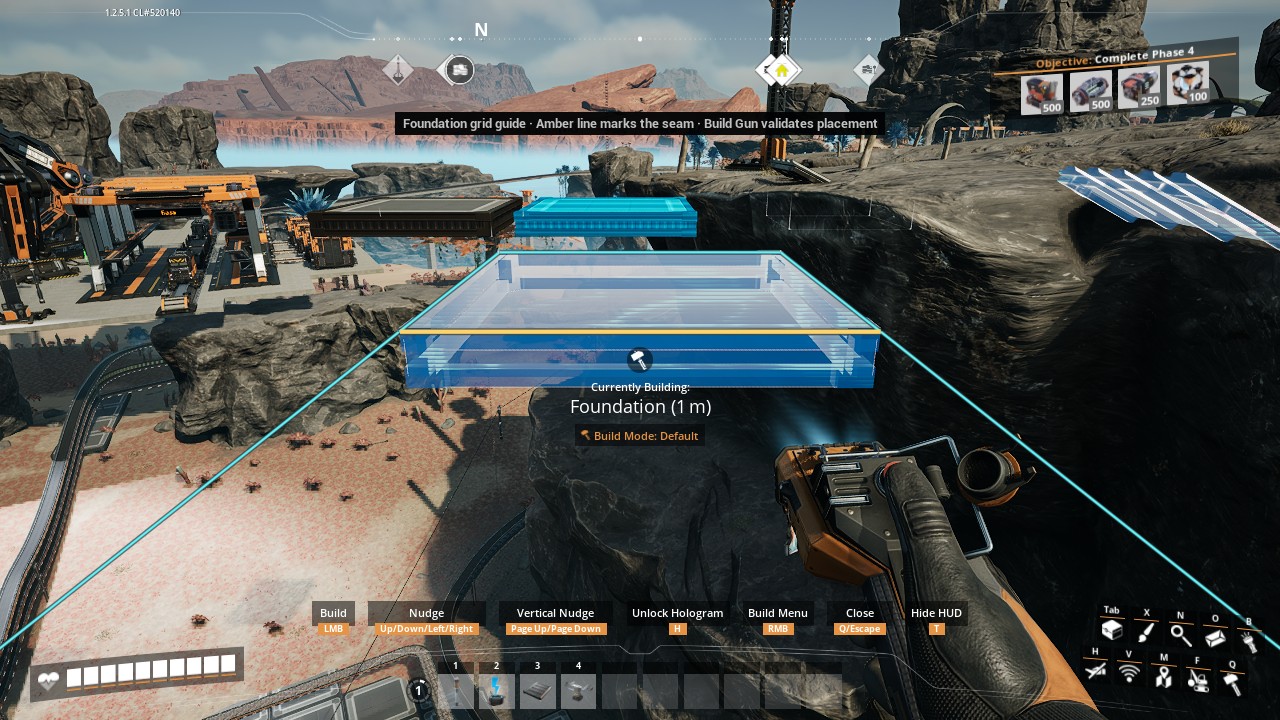 1.2.5.1 CL#520140
N
Objective: Complete Phase 4
500
500
250
100
Foundation grid guide · Amber line marks the seam · Build Gun validates placement
Currently Building:
Foundation (1 m)
Build Mode: Default
Build
LMB
Nudge
Up/Down/Left/Right
Vertical Nudge
Page Up/Page Down
Unlock Hologram
H
Build Menu
RMB
Close
Q/Escape
Hide HUD
T
Tab
X
N
O
B
H
V
M
F
Q
1
1
2
3
4